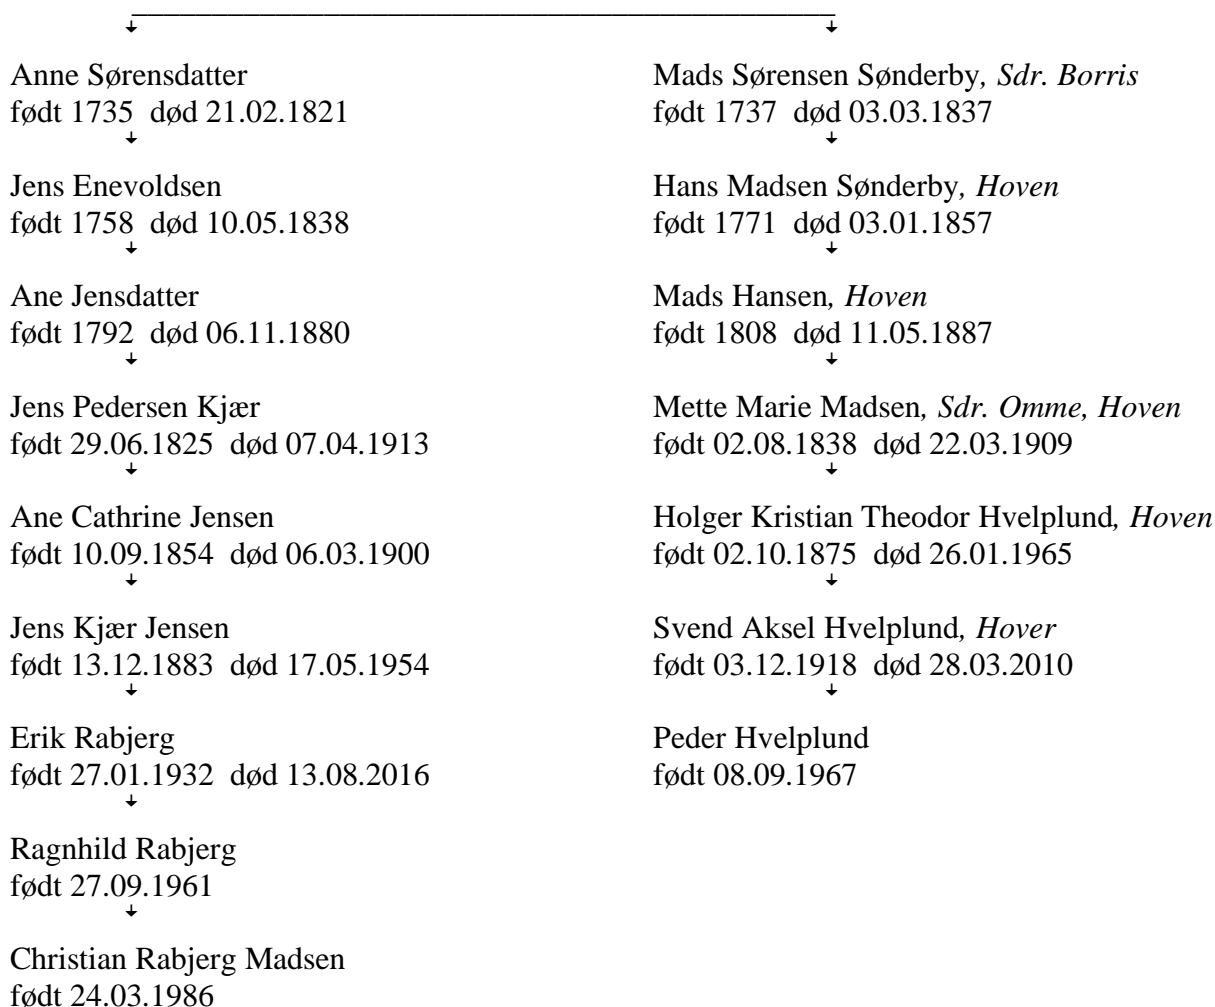 Anne Sørensdatter
født 1735 død 21.02.1821
Jens Enevoldsen
født 1758 død 10.05.1838
Ane Jensdatter
født 1792 død 06.11.1880
Jens Pedersen Kjær
født 29.06.1825 død 07.04.1913
Ane Cathrine Jensen
født 10.09.1854 død 06.03.1900
Jens Kjær Jensen
født 13.12.1883 død 17.05.1954
Erik Rabjerg
født 27.01.1932 død 13.08.2016
Ragnhild Rabjerg
født 27.09.1961
Christian Rabjerg Madsen
født 24.03.1986
Mads Sørensen Sønderby, Sdr. Borris
født 1737 død 03.03.1837
Hans Madsen Sønderby, Hoven
født 1771 død 03.01.1857
Mads Hansen, Hoven
født 1808 død 11.05.1887
Mette Marie Madsen, Sdr. Omme, Hoven
født 02.08.1838 død 22.03.1909
Holger Kristian Theodor Hvelplund, Hoven
født 02.10.1875 død 26.01.1965
Svend Aksel Hvelplund, Hover
født 03.12.1918 død 28.03.2010
Peder Hvelplund
født 08.09.1967